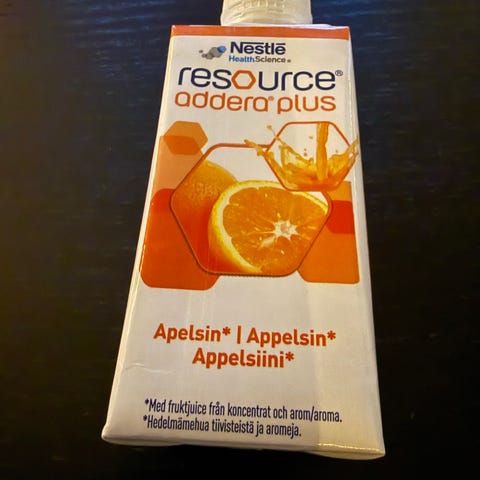 Nestlé
HealthScience®
resource®
addera® plus
Apelsin* | Appelsin*
Appelsiini*
*Med fruktjuice från koncentrat och arom/aroma.
*Hedelmämehua tiivisteistä ja aromeja.